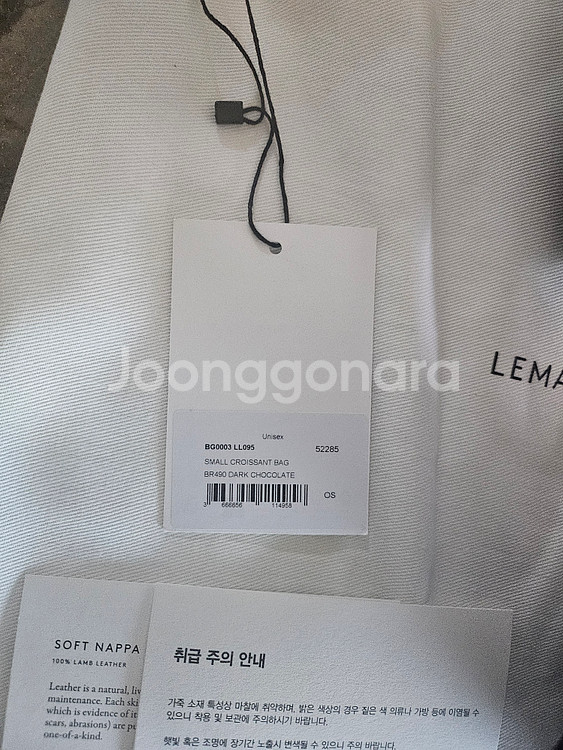 Joonggonara
LEMA
Unisex
BG0003 LL095 52285
SMALL CROISSANT BAG
BR490 DARK CHOCOLATE
OS
3 666656 114958
SOFT NAPPA
100% LAMB LEATHER
Leather is a natural, liv
maintenance. Each ski
which is evidence of it
scars, abrasions) are pe
one-of-a-kind.
취급 주의 안내
가죽 소재 특성상 마찰에 취약하며, 밝은 색상의 경우 짙은 색 의류나 가방 등에 이염될 수
있으니 착용 및 보관에 주의하시기 바랍니다.
햇빛 혹은 조명에 장기간 노출시 변색될 수 있으니 주의 바랍니다.